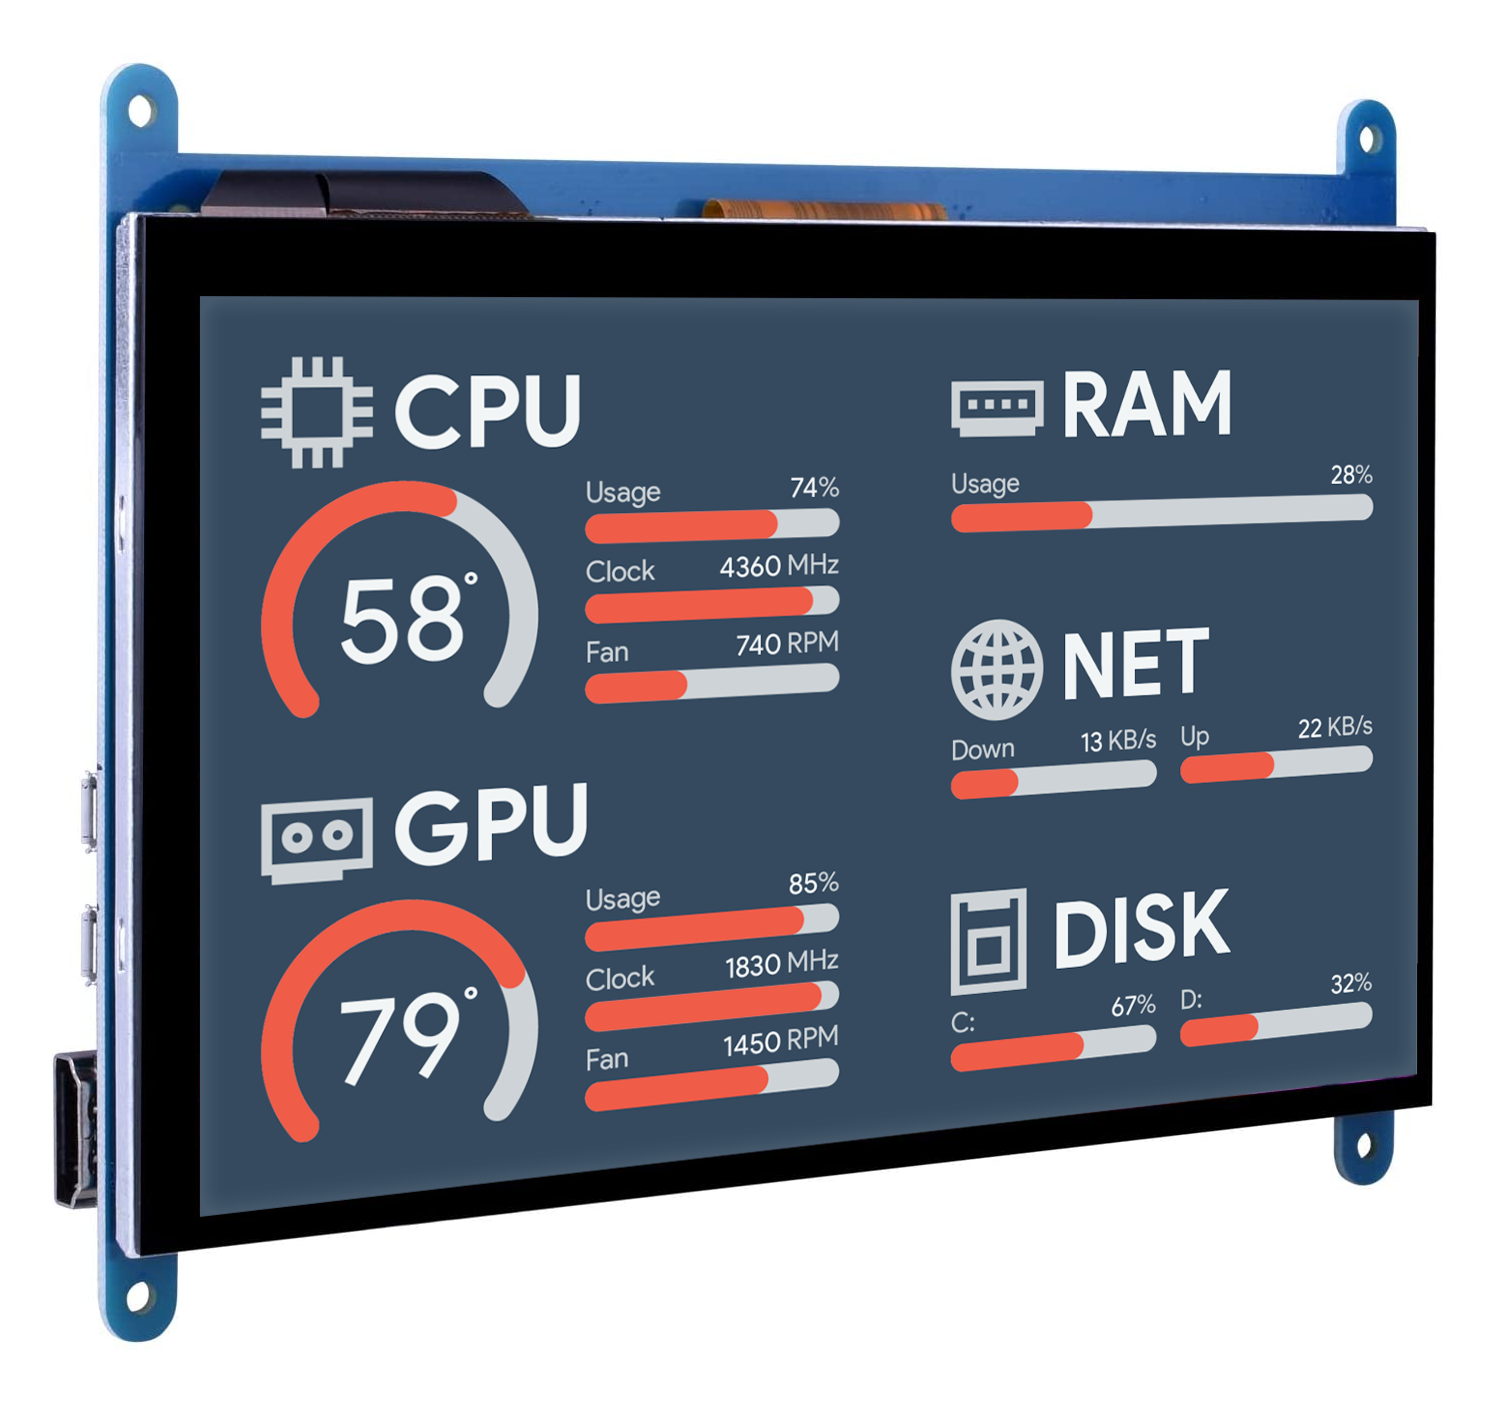 CPU
58°
Usage 74%
Clock 4360 MHz
Fan 740 RPM
GPU
79°
Usage 85%
Clock 1830 MHz
Fan 1450 RPM
RAM
Usage 28%
NET
Down 13 KB/s
Up 22 KB/s
DISK
C: 67%
D: 32%